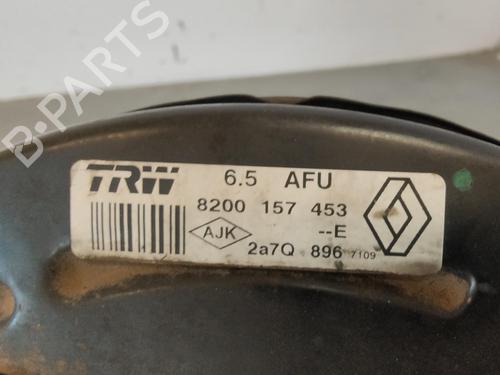 B-PARTS
TRW 6.5 AFU
8200 157 453
AJK --E
2a7Q 896 7109